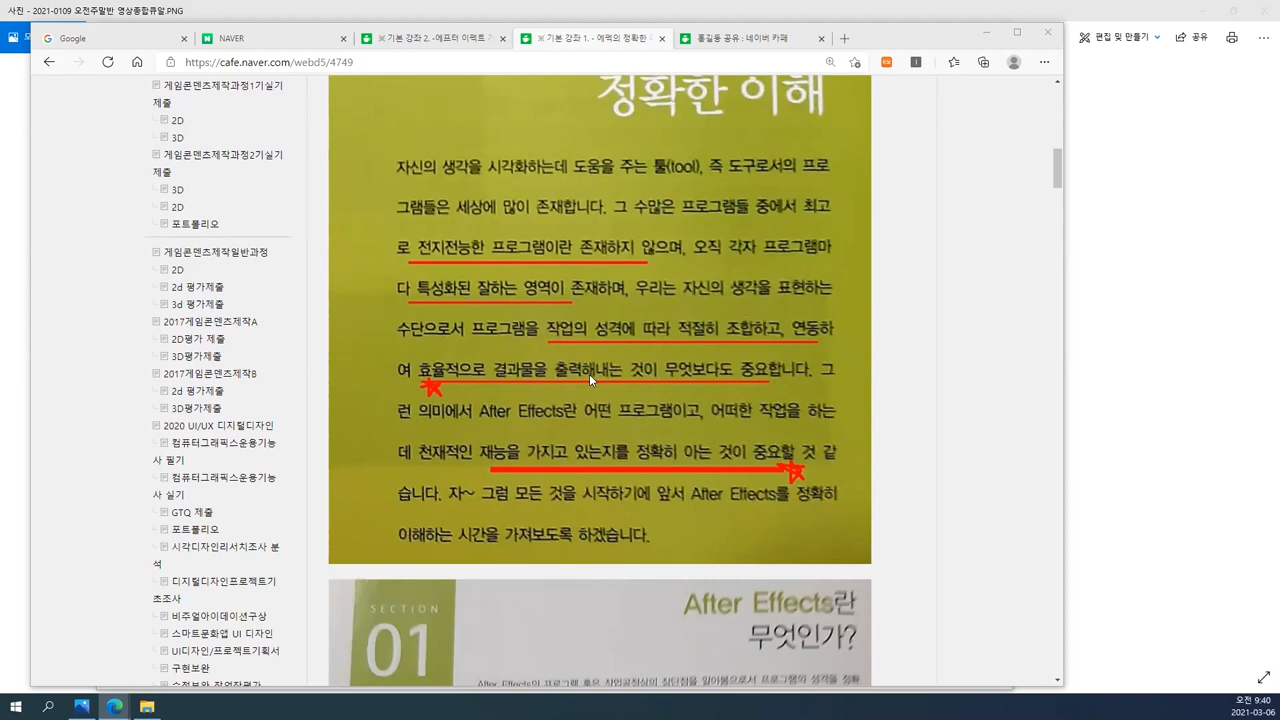 사진 - 2021-0109 오전주말반 영상종합큐알.PNG
편집 및 만들기
공유
Google
NAVER
※기본 강좌 2. -에프터 이펙트
※ 기본 강좌 1. - 에펙의 정확한
홍길동 공유 : 네이버 카페
https://cafe.naver.com/webd5/4749
게임콘텐츠제작과정1기실기
제출
2D
3D
게임콘텐츠제작과정2기실기
제출
3D
2D
포트폴리오
게임콘덴츠제작일반과정
2D
2d 평가제출
3d 평가제출
2017게임콘덴츠제작A
2D평가 제출
3D평가제출
2017게임콘덴츠제작B
2d 평가제출
3D평가제출
2020 UI/UX 디지털디자인
컴퓨터그래픽스운용기능
사 필기
컴퓨터그래픽스운용기능
사 실기
GTQ 제출
포트폴리오
시각디자인리서치조사 분
석
디지털디자인프로젝트기
초조사
비주얼아이데이션구상
스마트문화앱 UI 디자인
UI디자인/프로젝트기획서
구현보완
정확한 이해
자신의 생각을 시각화하는데 도움을 주는 툴(tool), 즉 도구로서의 프로
그램들은 세상에 많이 존재합니다. 그 수많은 프로그램들 중에서 최고
로 전지전능한 프로그램이란 존재하지 않으며, 오직 각자 프로그램마
다 특성화된 잘하는 영역이 존재하며, 우리는 자신의 생각을 표현하는
수단으로서 프로그램을 작업의 성격에 따라 적절히 조합하고, 연동하
여 효율적으로 결과물을 출력해내는 것이 무엇보다도 중요합니다. 그
런 의미에서 After Effects란 어떤 프로그램이고, 어떠한 작업을 하는
데 천재적인 재능을 가지고 있는지를 정확히 아는 것이 중요할 것 같
습니다. 자~ 그럼 모든 것을 시작하기에 앞서 After Effects를 정확히
이해하는 시간을 가져보도록 하겠습니다.
SECTION
01
After Effects란
무엇인가?
오전 9:40
2021-03-06